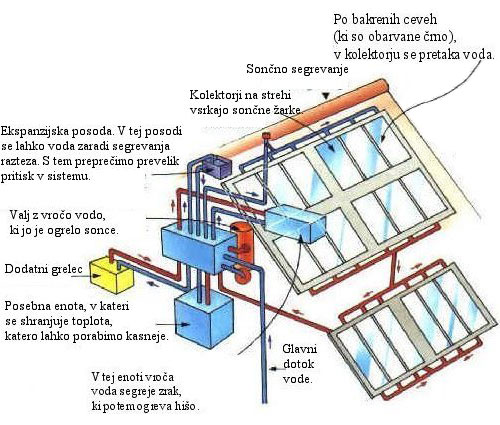 Po bakrenih ceveh
(ki so obarvane črno),
v kolektorju se pretaka voda.
Sončno segrevanje
Kolektorji na strehi
vsrkajo sončne žarke.
Ekspanzijska posoda. V tej posodi
se lahko voda zaradi segrevanja
razteza. S tem preprečimo prevelik
pritisk v sistemu.
Valj z vročo vodo,
ki jo je ogrelo sonce.
Dodatni grelec
Posebna enota, v kateri
se shranjuje toplota,
katero lahko porabimo kasneje.
V tej enoti vroča
voda segreje zrak,
ki potem ogreva hišo.
Glavni
dotok
vode.